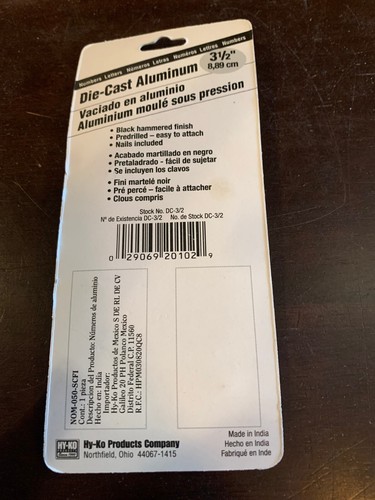 Numbers Letters Números Letras Numéros Letres Numbers
Die-Cast Aluminum
3½"
8,89 cm
Vaciado en aluminio
Aluminium moulé sous pression
• Black hammered finish
• Predrilled – easy to attach
• Nails included
• Acabado martillado en negro
• Pretaladrado - fácil de sujetar
• Se incluyen los clavos
• Fini martelé noir
• Pré percé – facile à attacher
• Clous compris
Stock No. DC-3/2
Nº de Existencia DC-3/2 No. de Stock DC-3/2
0 29069 20102 9
NOM-050-SCFI
Cont.: 1 pieza
Descripcion del Producto: Números de aluminio
Hecho en: India
Importador:
Hy-Ko Productos de Mexico S DE RL DE CV
Galileo 20 PH Polanco Mexico
Distrito Federal C.P. 11560
R.F.C.: HPM030820QC8
Made in India
Hecho en India
Fabriqué en Inde
HY-KO
Hy-Ko Products Company
Northfield, Ohio 44067-1415